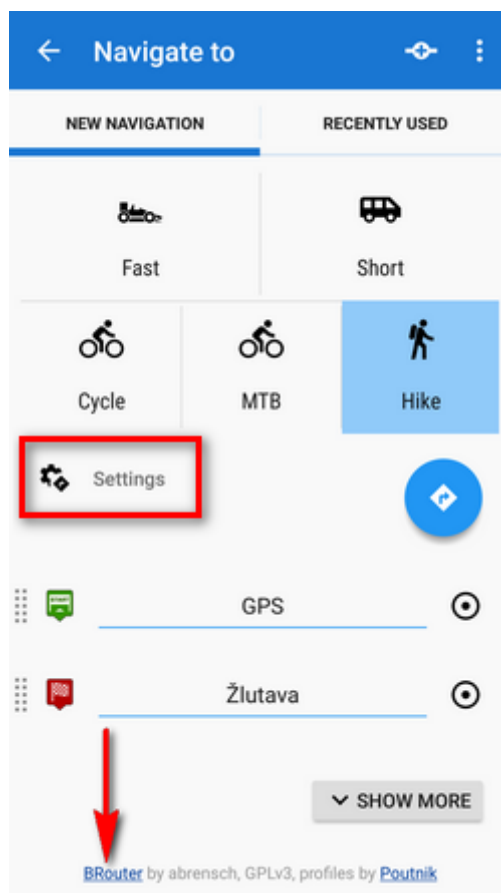 Navigate to
NEW NAVIGATION RECENTLY USED
Fast Short
Cycle MTB Hike
Settings
START
GPS
Žlutava
SHOW MORE
BRouter by abrensch, GPLv3, profiles by Poutnik